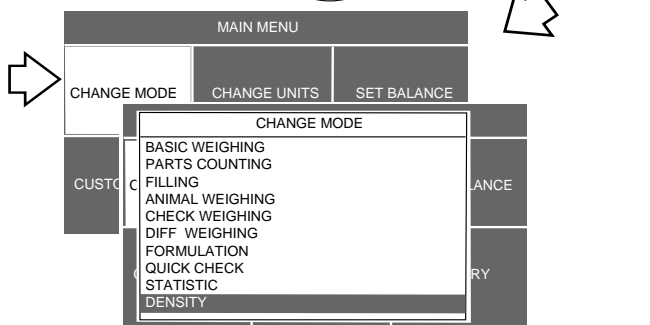 MAIN MENU
CHANGE MODE
CHANGE UNITS
SET BALANCE
CHANGE MODE
BASIC WEIGHING
PARTS COUNTING
FILLING
ANIMAL WEIGHING
CHECK WEIGHING
DIFF WEIGHING
FORMULATION
QUICK CHECK
STATISTIC
DENSITY